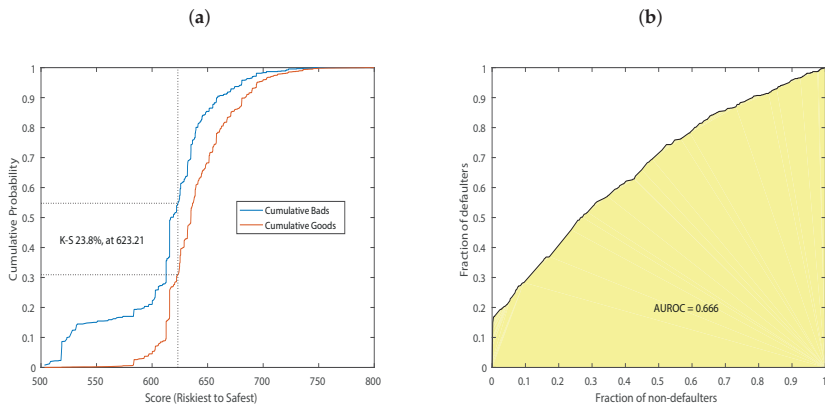 (a)
(b)
1
0.9
0.8
0.7
0.6
0.5
0.4
0.3
0.2
0.1
0
Cumulative Probability
K-S 23.8%, at 623.21
Cumulative Bads
Cumulative Goods
500 550 600 650 700 750 800
Score (Riskiest to Safest)
1
0.9
0.8
0.7
0.6
0.5
0.4
0.3
0.2
0.1
0
Fraction of defaulters
AUROC = 0.666
0 0.1 0.2 0.3 0.4 0.5 0.6 0.7 0.8 0.9 1
Fraction of non-defaulters